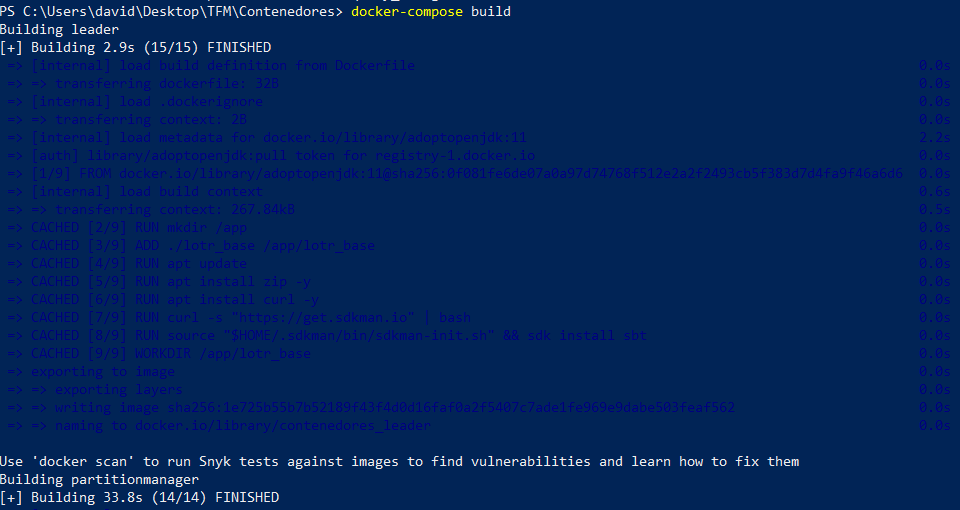 PS C:\Users\david\Desktop\TFM\Contenedores> docker-compose build
Building leader
[+] Building 2.9s (15/15) FINISHED
=> [internal] load build definition from Dockerfile 0.0s
=> => transferring dockerfile: 32B 0.0s
=> [internal] load .dockerignore 0.0s
=> => transferring context: 2B 0.0s
=> [internal] load metadata for docker.io/library/adoptopenjdk:11 2.2s
=> [auth] library/adoptopenjdk:pull token for registry-1.docker.io 0.0s
=> [1/9] FROM docker.io/library/adoptopenjdk:11@sha256:0f081fe6de07a0a97d74768f512e2a2f2493cb5f383d7d4fa9f46a6d6 0.0s
=> [internal] load build context 0.6s
=> => transferring context: 267.84kB 0.5s
=> CACHED [2/9] RUN mkdir /app 0.0s
=> CACHED [3/9] ADD ./lotr_base /app/lotr_base 0.0s
=> CACHED [4/9] RUN apt update 0.0s
=> CACHED [5/9] RUN apt install zip -y 0.0s
=> CACHED [6/9] RUN apt install curl -y 0.0s
=> CACHED [7/9] RUN curl -s "https://get.sdkman.io" | bash 0.0s
=> CACHED [8/9] RUN source "$HOME/.sdkman/bin/sdkman-init.sh" && sdk install sbt 0.0s
=> CACHED [9/9] WORKDIR /app/lotr_base 0.0s
=> exporting to image 0.0s
=> => exporting layers 0.0s
=> => writing image sha256:1e725b55b7b52189f43f4d0d16faf0a2f5407c7ade1fe969e9dabe503feaf562 0.0s
=> => naming to docker.io/library/contenedores_leader 0.0s
Use 'docker scan' to run Snyk tests against images to find vulnerabilities and learn how to fix them
Building partitionmanager
[+] Building 33.8s (14/14) FINISHED